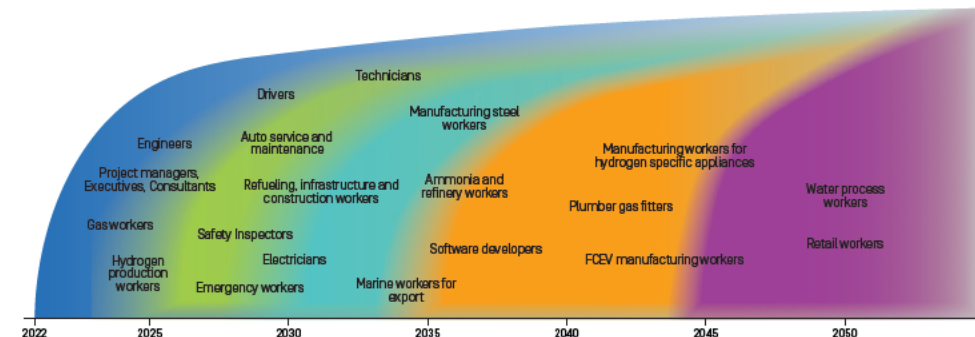 Technicians
Drivers
Manufacturing steel
workers
Auto service and
maintenance
Engineers
Manufacturing workers for
hydrogen specific appliances
Project managers,
Executives, Consultants
Refueling, infrastructure and
construction workers
Ammonia and
refinery workers
Water process
workers
Plumber gas fitters
Gas workers
Safety Inspectors
Software developers
Retail workers
Hydrogen
production
workers
Electricians
FCEV manufacturing workers
Emergency workers
Marine workers for
export
2022 2025 2030 2035 2040 2045 2050